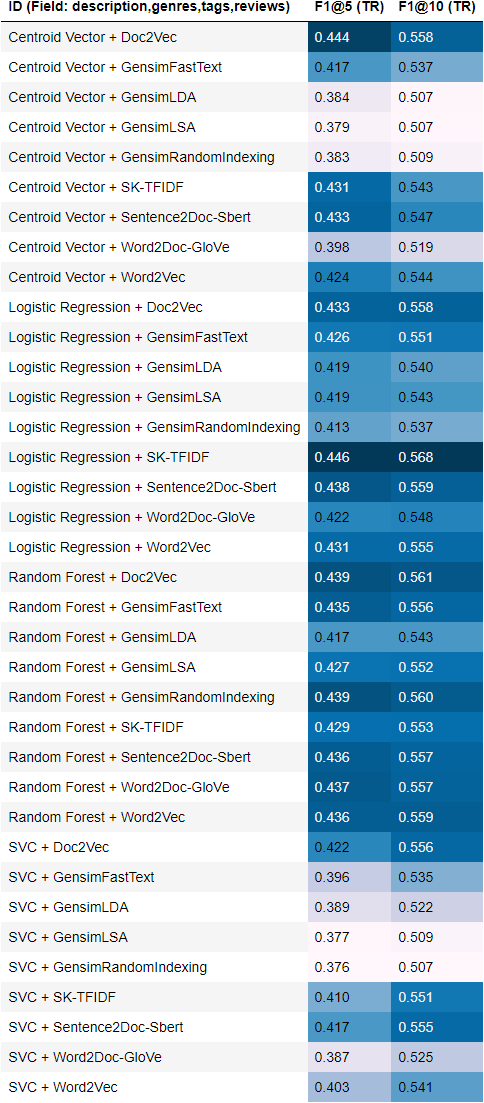 ID (Field: description,genres,tags,reviews) F1@5 (TR) F1@10 (TR)
Centroid Vector + Doc2Vec 0.444 0.558
Centroid Vector + GensimFastText 0.417 0.537
Centroid Vector + GensimLDA 0.384 0.507
Centroid Vector + GensimLSA 0.379 0.507
Centroid Vector + GensimRandomIndexing 0.383 0.509
Centroid Vector + SK-TFIDF 0.431 0.543
Centroid Vector + Sentence2Doc-Sbert 0.433 0.547
Centroid Vector + Word2Doc-GloVe 0.398 0.519
Centroid Vector + Word2Vec 0.424 0.544
Logistic Regression + Doc2Vec 0.433 0.558
Logistic Regression + GensimFastText 0.426 0.551
Logistic Regression + GensimLDA 0.419 0.540
Logistic Regression + GensimLSA 0.419 0.543
Logistic Regression + GensimRandomIndexing 0.413 0.537
Logistic Regression + SK-TFIDF 0.446 0.568
Logistic Regression + Sentence2Doc-Sbert 0.438 0.559
Logistic Regression + Word2Doc-GloVe 0.422 0.548
Logistic Regression + Word2Vec 0.431 0.555
Random Forest + Doc2Vec 0.439 0.561
Random Forest + GensimFastText 0.435 0.556
Random Forest + GensimLDA 0.417 0.543
Random Forest + GensimLSA 0.427 0.552
Random Forest + GensimRandomIndexing 0.439 0.560
Random Forest + SK-TFIDF 0.429 0.553
Random Forest + Sentence2Doc-Sbert 0.436 0.557
Random Forest + Word2Doc-GloVe 0.437 0.557
Random Forest + Word2Vec 0.436 0.559
SVC + Doc2Vec 0.422 0.556
SVC + GensimFastText 0.396 0.535
SVC + GensimLDA 0.389 0.522
SVC + GensimLSA 0.377 0.509
SVC + GensimRandomIndexing 0.376 0.507
SVC + SK-TFIDF 0.410 0.551
SVC + Sentence2Doc-Sbert 0.417 0.555
SVC + Word2Doc-GloVe 0.387 0.525
SVC + Word2Vec 0.403 0.541